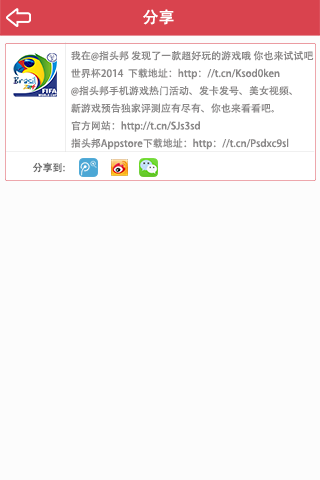 分享
我在@指头邦 发现了一款超好玩的游戏哦 你也来试试吧
世界杯2014 下载地址：http：//t.cn/Ksod0ken
@指头邦手机游戏热门活动、发卡发号、美女视频、
新游戏预告独家评测应有尽有、你也来看看吧。
官方网站：http://t.cn/SJs3sd
指头邦Appstore下载地址：http：//t.cn/Psdxc9sl
Brasil
FIFA
分享到: